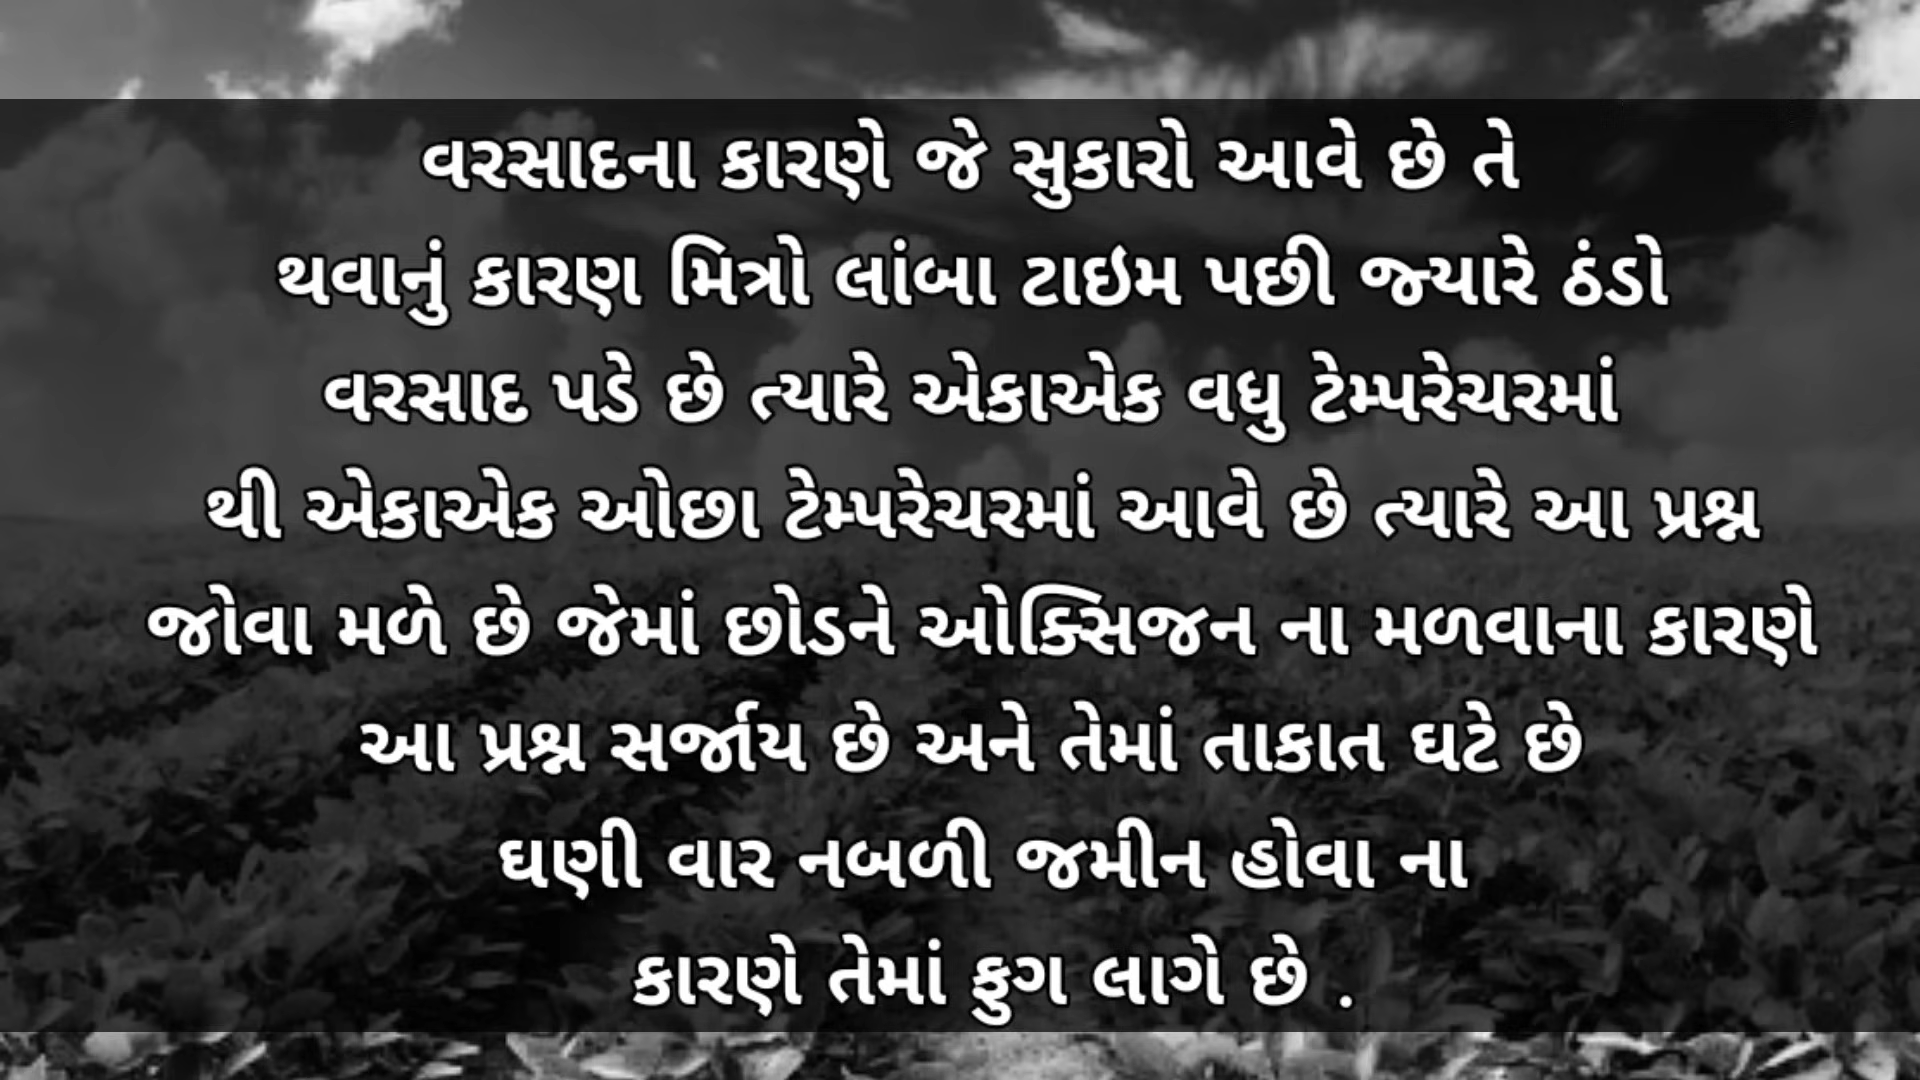 વરસાદના કારણે જે સુકારો આવે છે તે
થવાનું કારણ મિત્રો લાંબા ટાઇમ પછી જ્યારે ઠંડો
વરસાદ પડે છે ત્યારે એકાએક વધુ ટેમ્પરેચરમાં
થી એકાએક ઓછા ટેમ્પરેચરમાં આવે છે ત્યારે આ પ્રશ્ન
જોવા મળે છે જેમાં છોડને ઓક્સિજન ના મળવાના કારણે
આ પ્રશ્ન સર્જાય છે અને તેમાં તાકાત ઘટે છે
ઘણી વાર નબળી જમીન હોવા ના
કારણે તેમાં ફુગ લાગે છે .